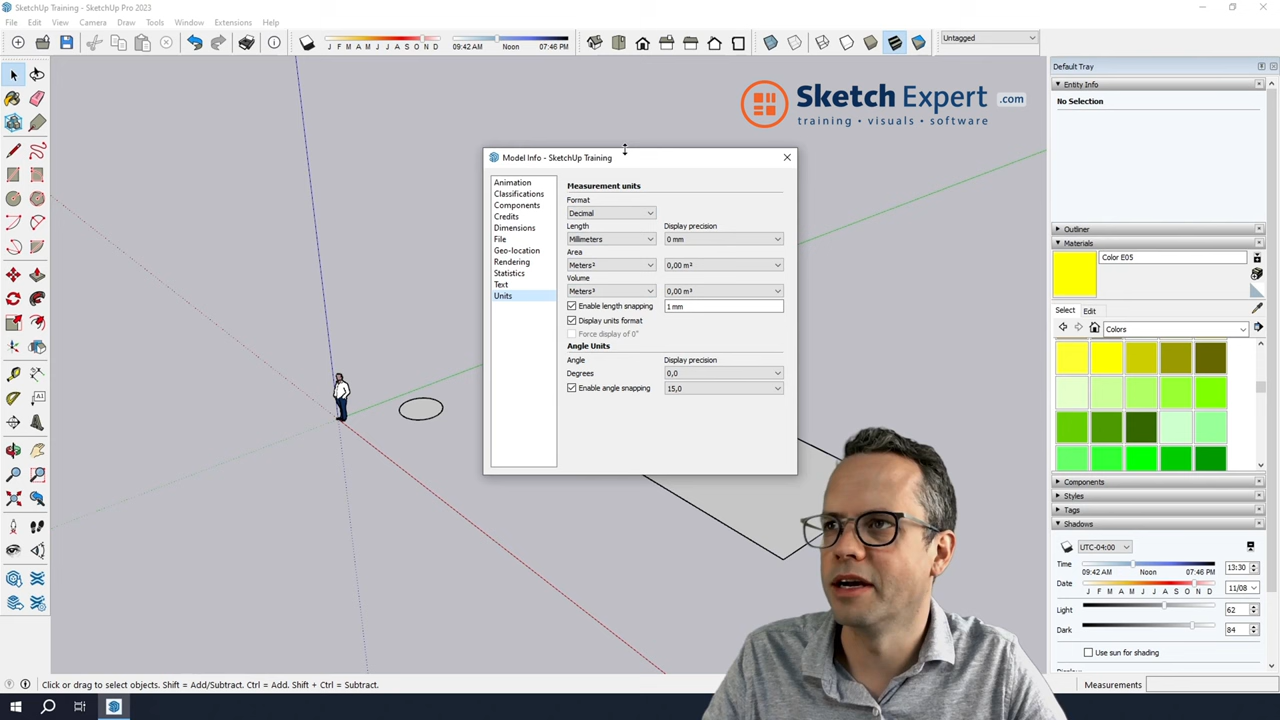 SketchUp Training - SketchUp Pro 2023
File Edit View Camera Draw Tools Window Extensions Help
J F M A M J J A S O N D 09:42 AM Noon 07:46 PM Untagged
Sketch Expert .com
training • visuals • software
Model Info - SketchUp Training
Animation
Classifications
Components
Credits
Dimensions
File
Geo-location
Rendering
Statistics
Text
Units
Measurement units
Format
Decimal
Length Display precision
Millimeters 0 mm
Area
Meters² 0,00 m²
Volume
Meters³ 0,00 m³
Enable length snapping 1 mm
Display units format
Force display of 0"
Angle Units
Angle Display precision
Degrees 0,0
Enable angle snapping 15,0
Default Tray
Entity Info
No Selection
Outliner
Materials
Color E05
Select Edit
Colors
Components
Styles
Tags
Shadows
UTC-04:00
Time 09:42 AM Noon 07:46 PM 13:30
Date J F M A M J J A S O N D 11/08
Light 62
Dark 84
Use sun for shading
Click or drag to select objects. Shift = Add/Subtract. Ctrl = Add. Shift + Ctrl = Subtract.
Measurements